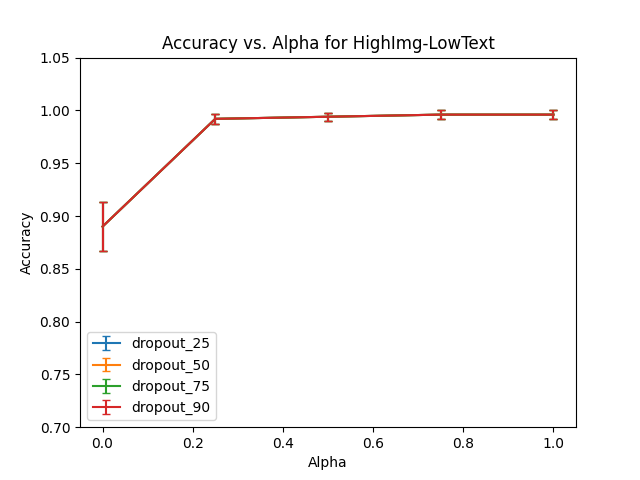 Accuracy vs. Alpha for HighImg-LowText
1.05
1.00
0.95
0.90
0.85
0.80
0.75
0.70
Accuracy
dropout_25
dropout_50
dropout_75
dropout_90
0.0 0.2 0.4 0.6 0.8 1.0
Alpha